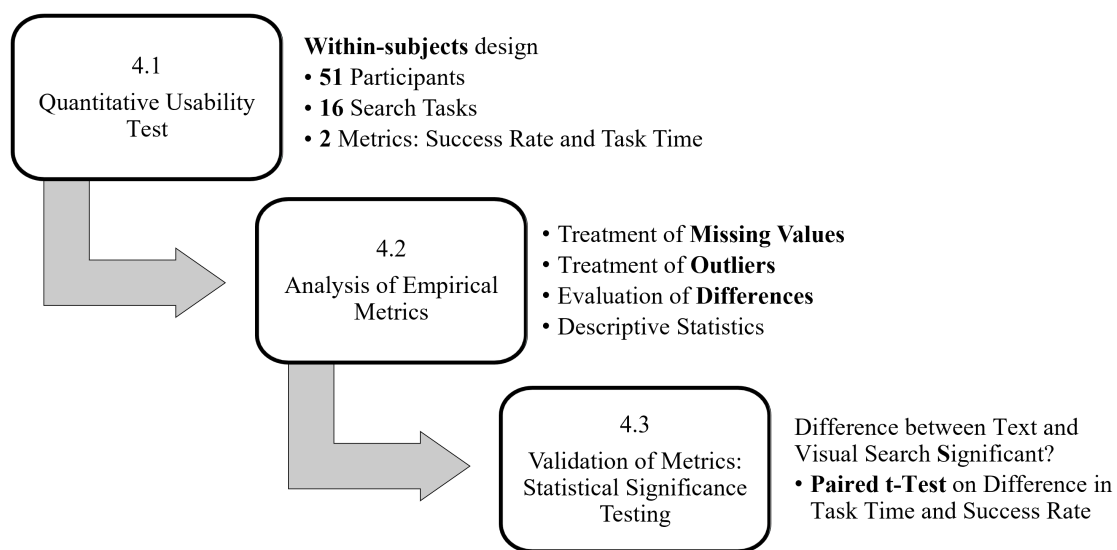 4.1
Quantitative Usability
Test
Within-subjects design
• 51 Participants
• 16 Search Tasks
• 2 Metrics: Success Rate and Task Time
4.2
Analysis of Empirical
Metrics
• Treatment of Missing Values
• Treatment of Outliers
• Evaluation of Differences
• Descriptive Statistics
4.3
Validation of Metrics:
Statistical Significance
Testing
Difference between Text and
Visual Search Significant?
• Paired t-Test on Difference in
Task Time and Success Rate